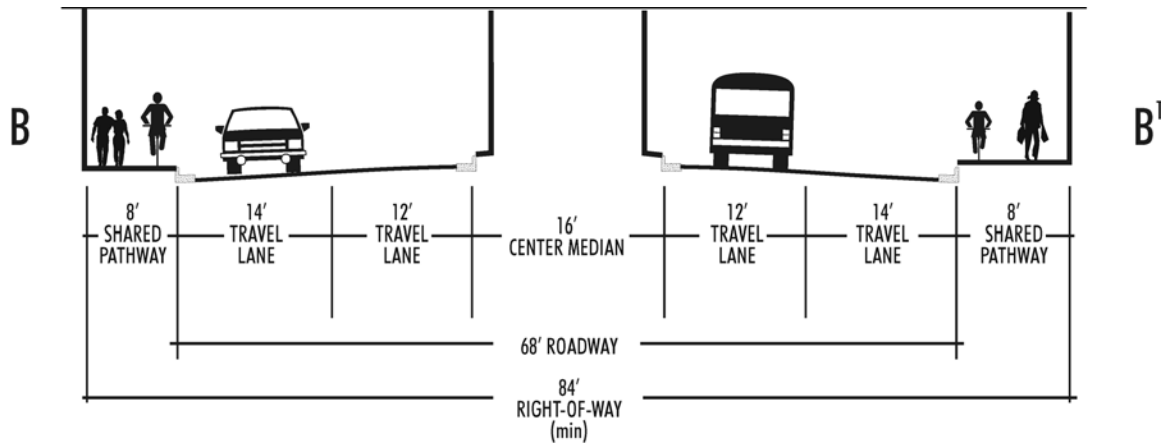 B
B1
8′
SHARED
PATHWAY
14′
TRAVEL
LANE
12′
TRAVEL
LANE
16′
CENTER MEDIAN
12′
TRAVEL
LANE
14′
TRAVEL
LANE
8′
SHARED
PATHWAY
68′ ROADWAY
84′
RIGHT-OF-WAY
(min)